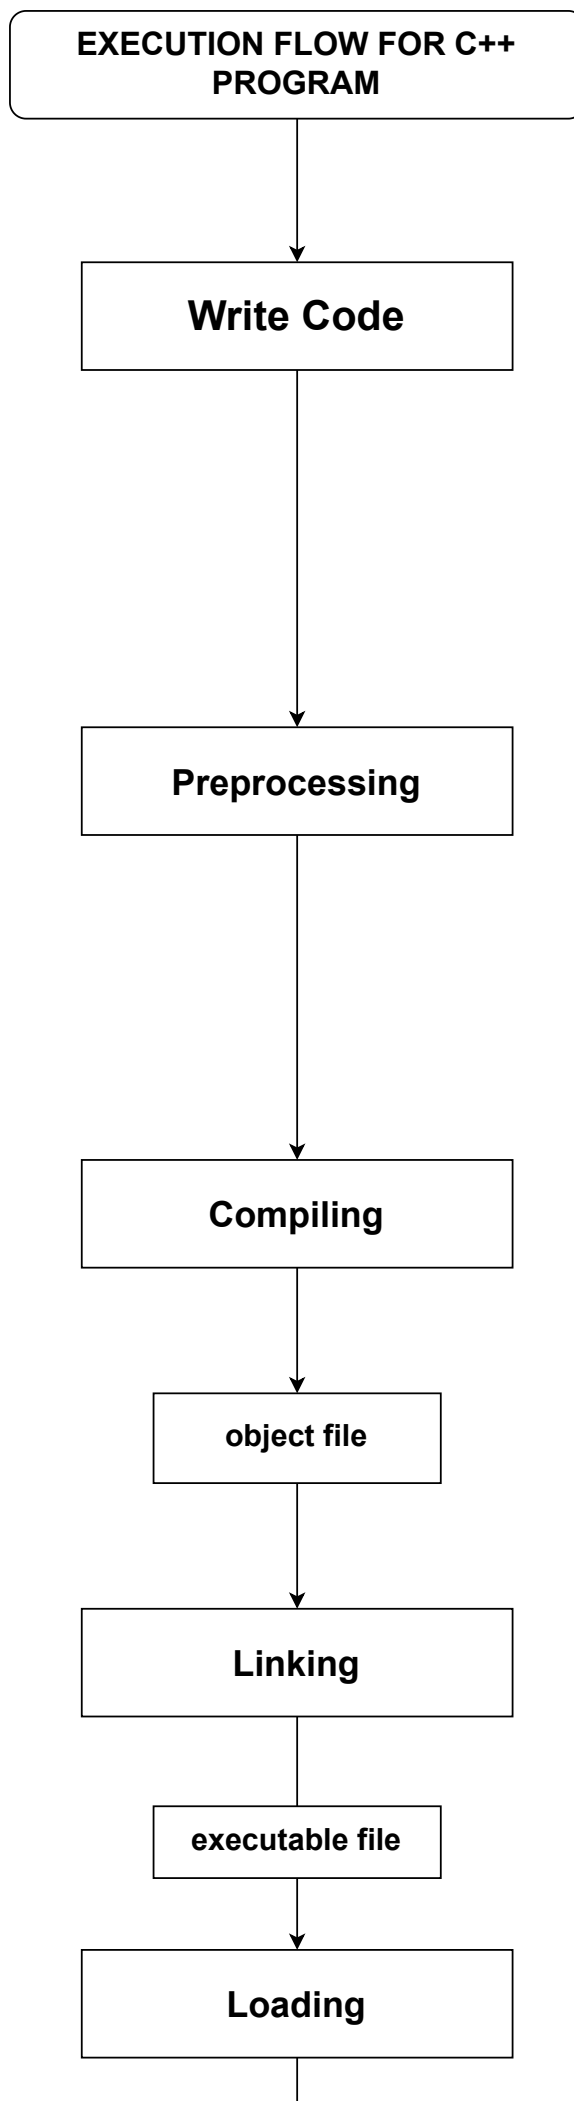 EXECUTION FLOW FOR C++
PROGRAM
Write Code
Preprocessing
Compiling
object file
Linking
executable file
Loading